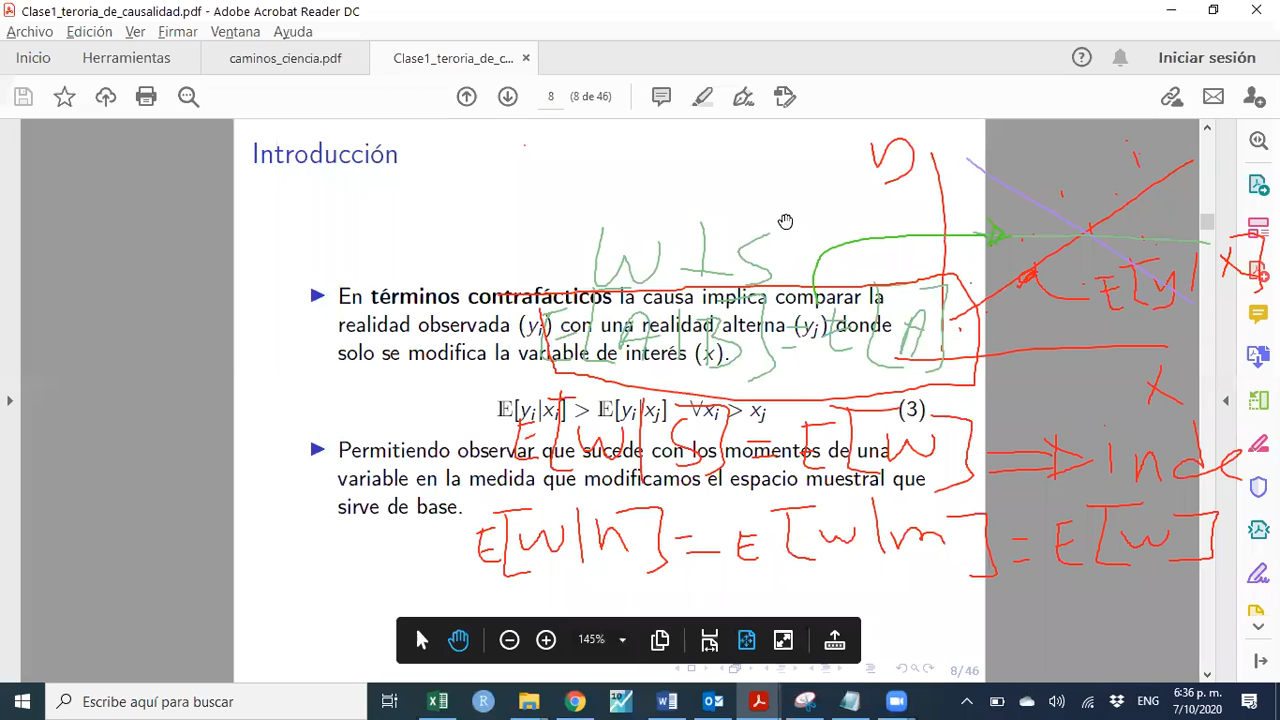 Clase1_teroria_de_causalidad.pdf - Adobe Acrobat Reader DC
Archivo Edición Ver Firmar Ventana Ayuda
Inicio Herramientas caminos_ciencia.pdf Clase1_teroria_de_c... × Iniciar sesión
8 (8 de 46)
Introducción
W ⊥ S
En términos contrafácticos la causa implica comparar la
realidad observada (yi) con una realidad alterna (yj) donde
solo se modifica la variable de interés (x).
E[A|B] = E[A]
E[y|x]
x
𝔼[yi|xi] > 𝔼[yi|xj] ∀xi > xj (3)
E[W|S] = E[W] ⇒ inde
Permitiendo observar que sucede con los momentos de una
variable en la medida que modificamos el espacio muestral que
sirve de base.
E[W|h] = E[W|m] = E[W]
145%
8/46
Escribe aquí para buscar
ENG
6:36 p. m.
7/10/2020